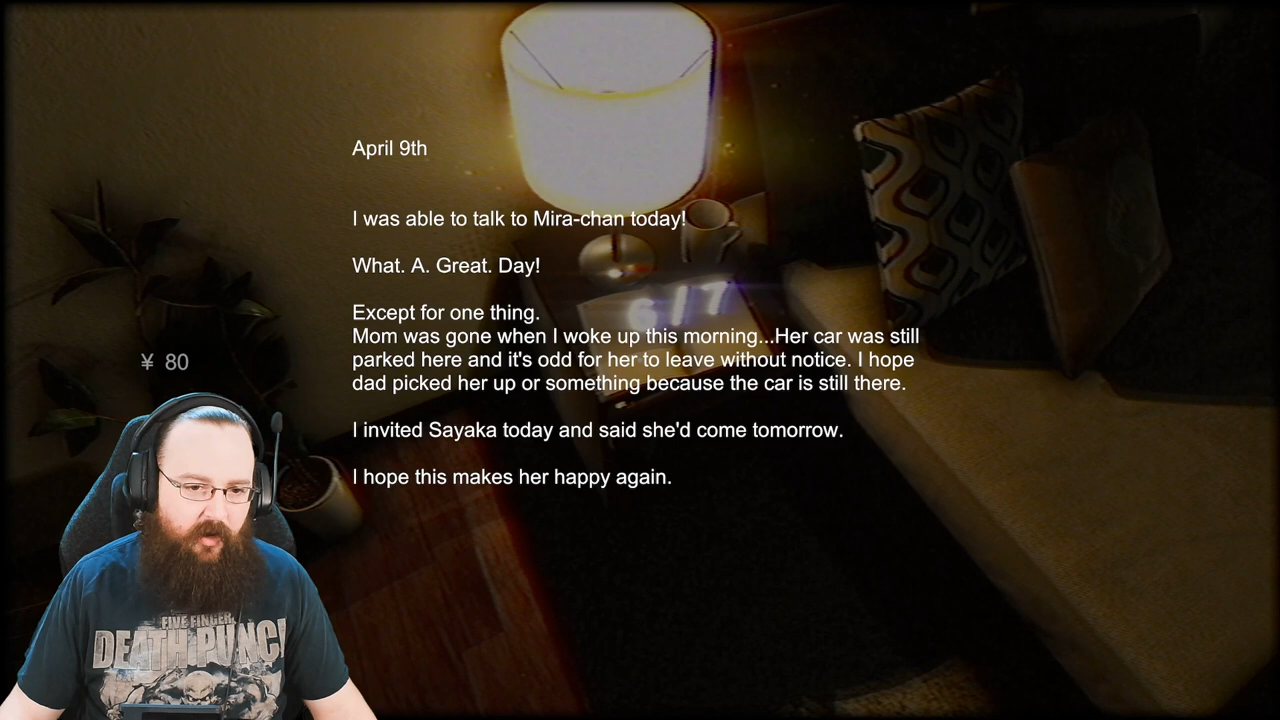 April 9th
I was able to talk to Mira-chan today!
What. A. Great. Day!
Except for one thing.
6/7
Mom was gone when I woke up this morning...Her car was still
parked here and it's odd for her to leave without notice. I hope
¥ 80
dad picked her up or something because the car is still there.
I invited Sayaka today and said she'd come tomorrow.
I hope this makes her happy again.
FIVE FINGER
DEATH PUNCH